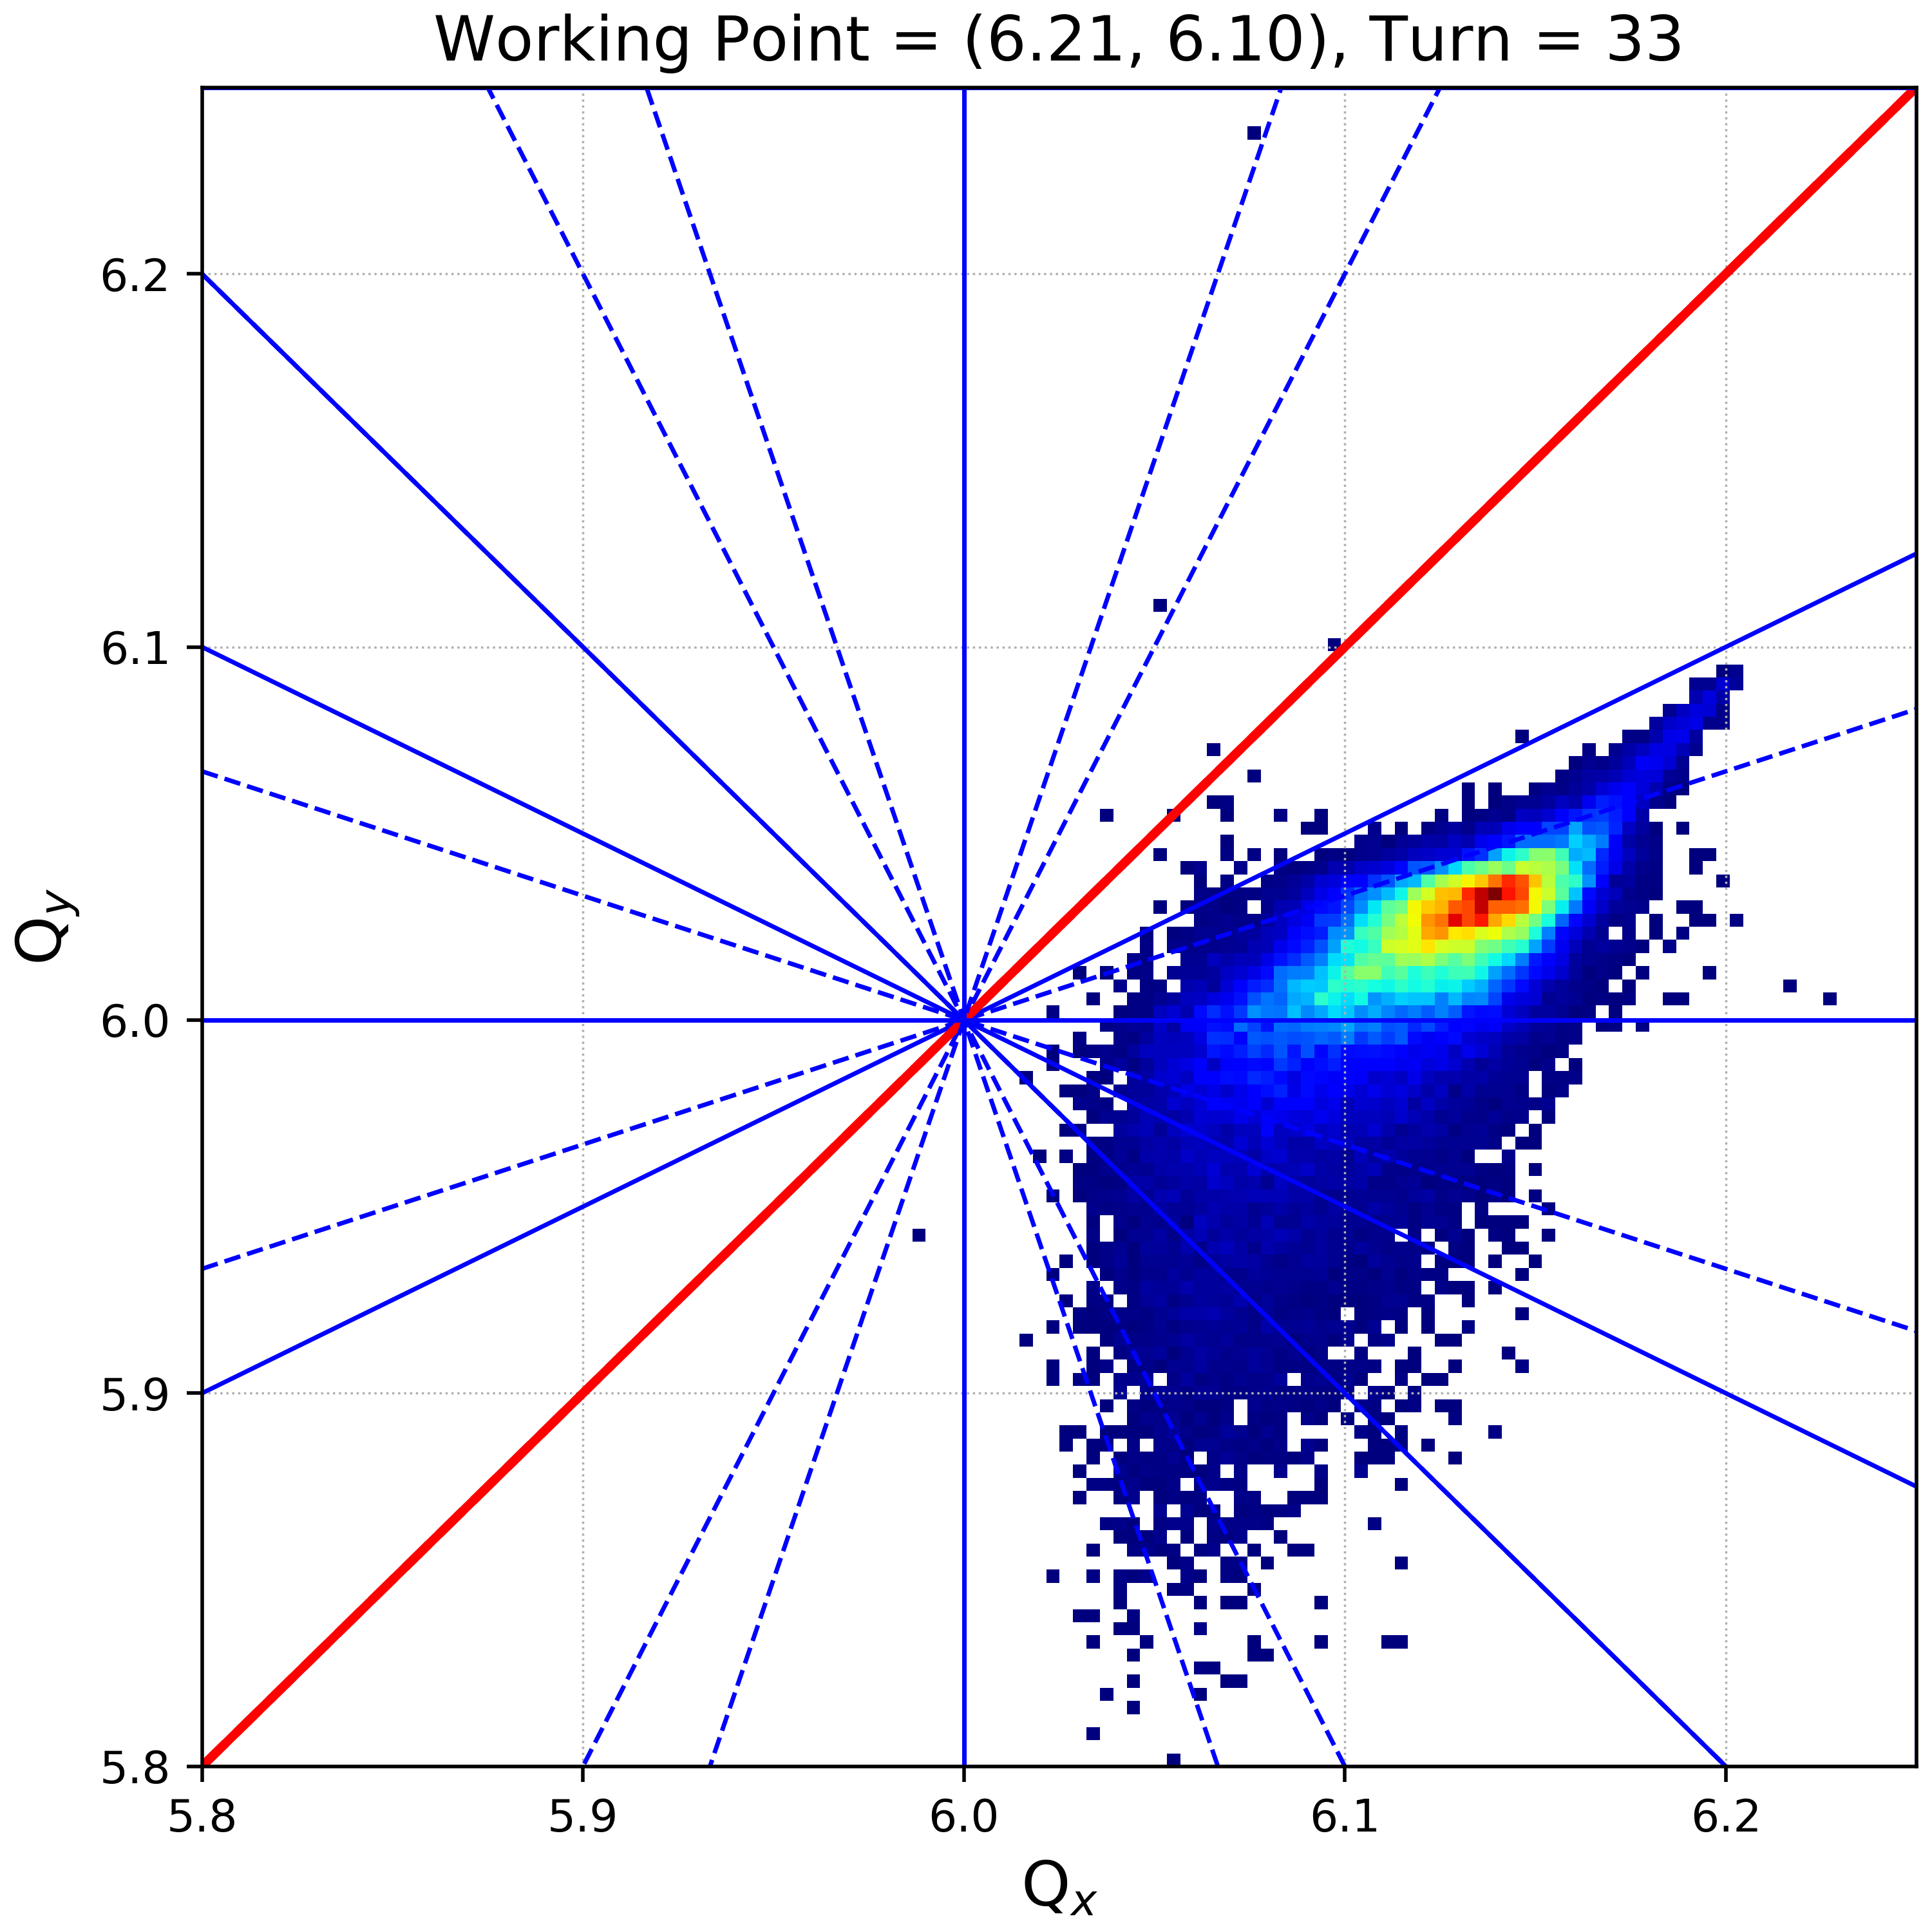 Working Point = (6.21, 6.10), Turn = 33
6.2
6.1
6.0
5.9
5.8
Qy
5.8 5.9 6.0 6.1 6.2
Qx